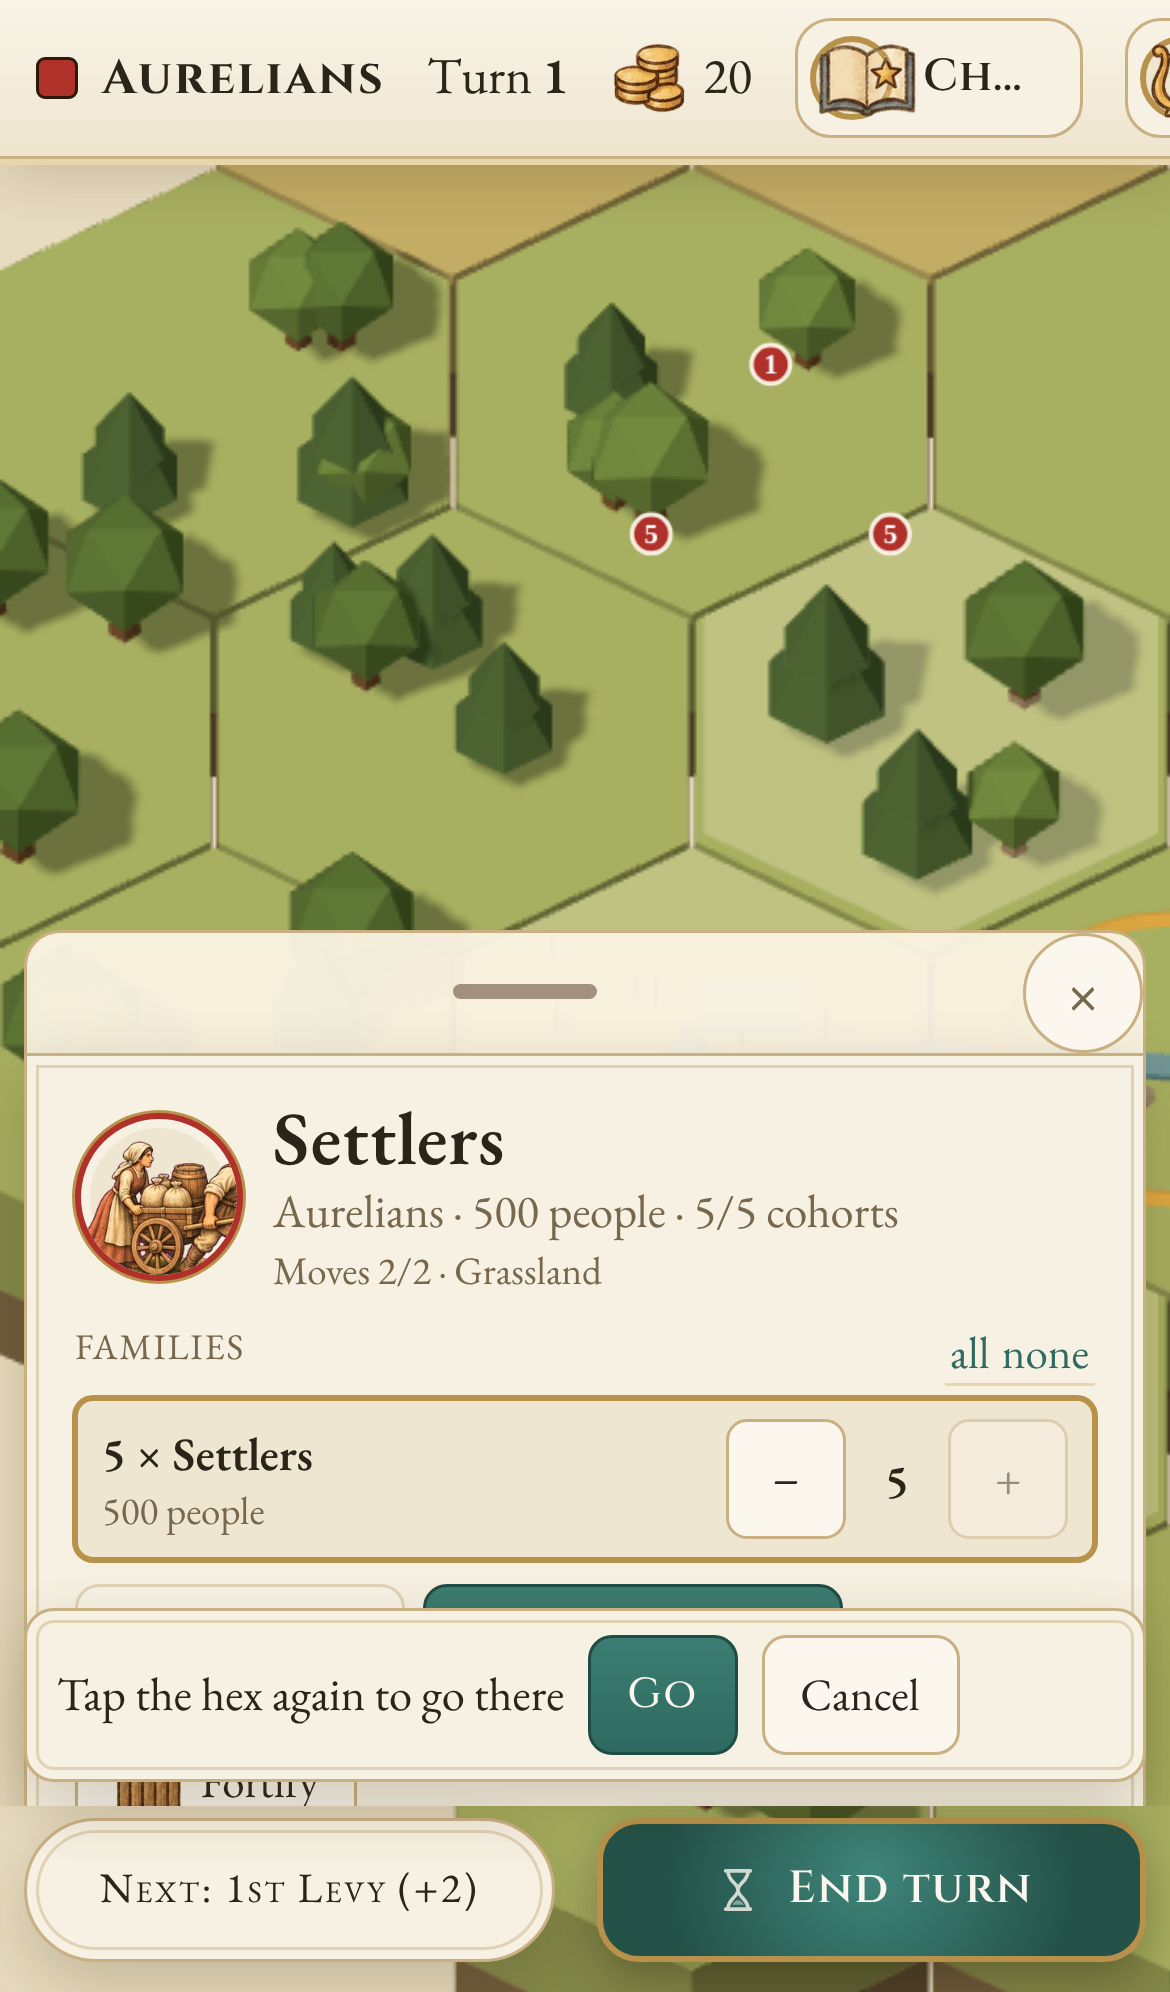 AURELIANS Turn 1 20 CH...
1
5 5
×
Settlers
Aurelians · 500 people · 5/5 cohorts
Moves 2/2 · Grassland
FAMILIES all none
5 × Settlers
500 people
− 5 +
Tap the hex again to go there GO Cancel
Fortify
NEXT: 1ST LEVY (+2) END TURN